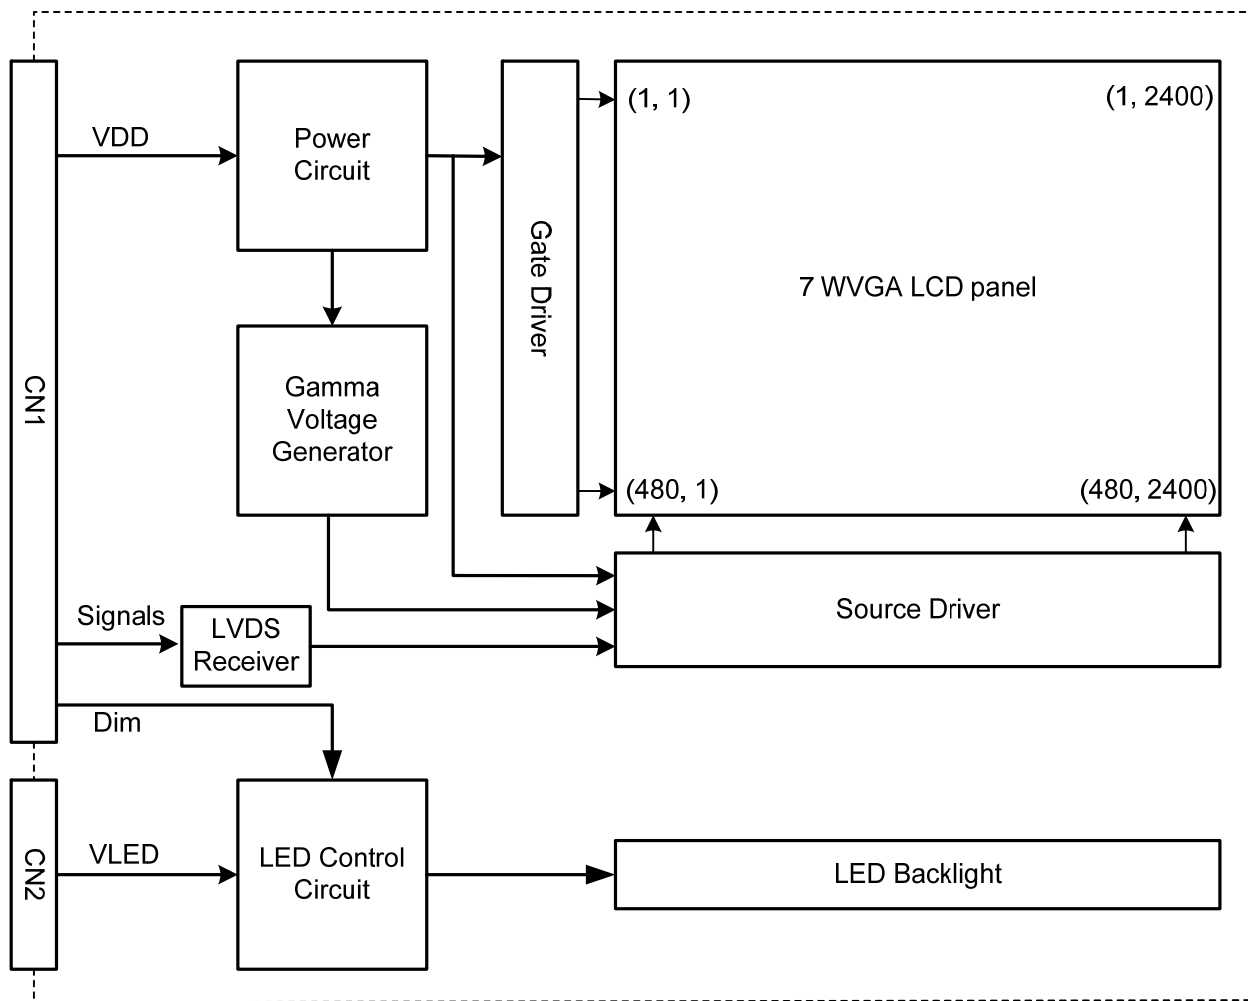 VDD
Power
Circuit
(1, 1)
(1, 2400)
Gate Driver
7 WVGA LCD panel
Gamma
Voltage
Generator
CN1
(480, 1)
(480, 2400)
Signals
LVDS
Receiver
Source Driver
Dim
CN2
VLED
LED Control
Circuit
LED Backlight